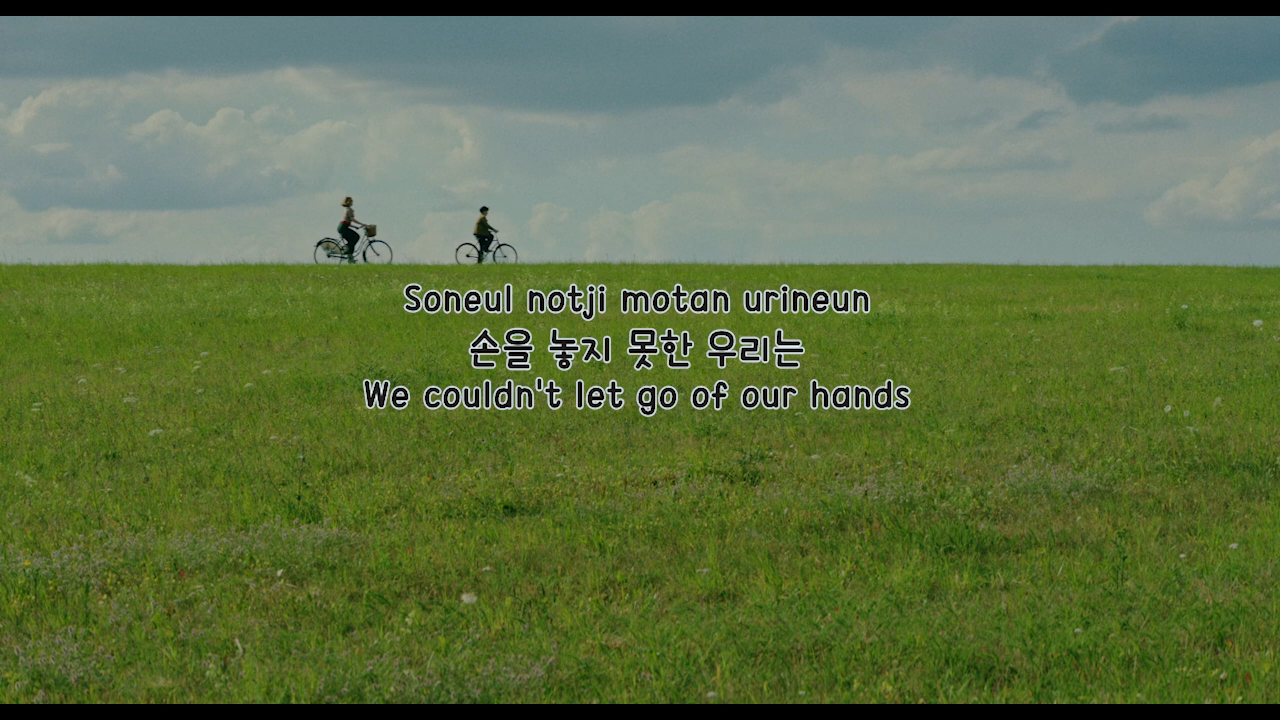 Soneul notji motan urineun
손을 놓지 못한 우리는
We couldn't let go of our hands